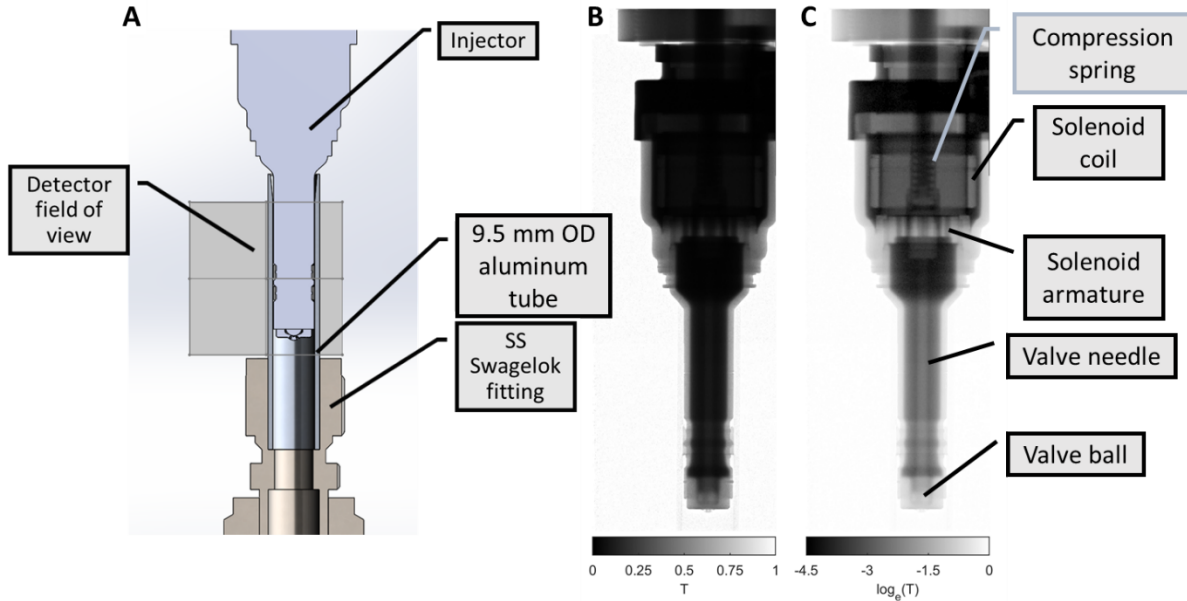 A
Injector
Detector
field of
view
9.5 mm OD
aluminum
tube
SS
Swagelok
fitting
B
0
0.25
0.5
0.75
1
T
C
Compression
spring
Solenoid
coil
Solenoid
armature
Valve needle
Valve ball
-4.5
-3
-1.5
0
log_e(T)